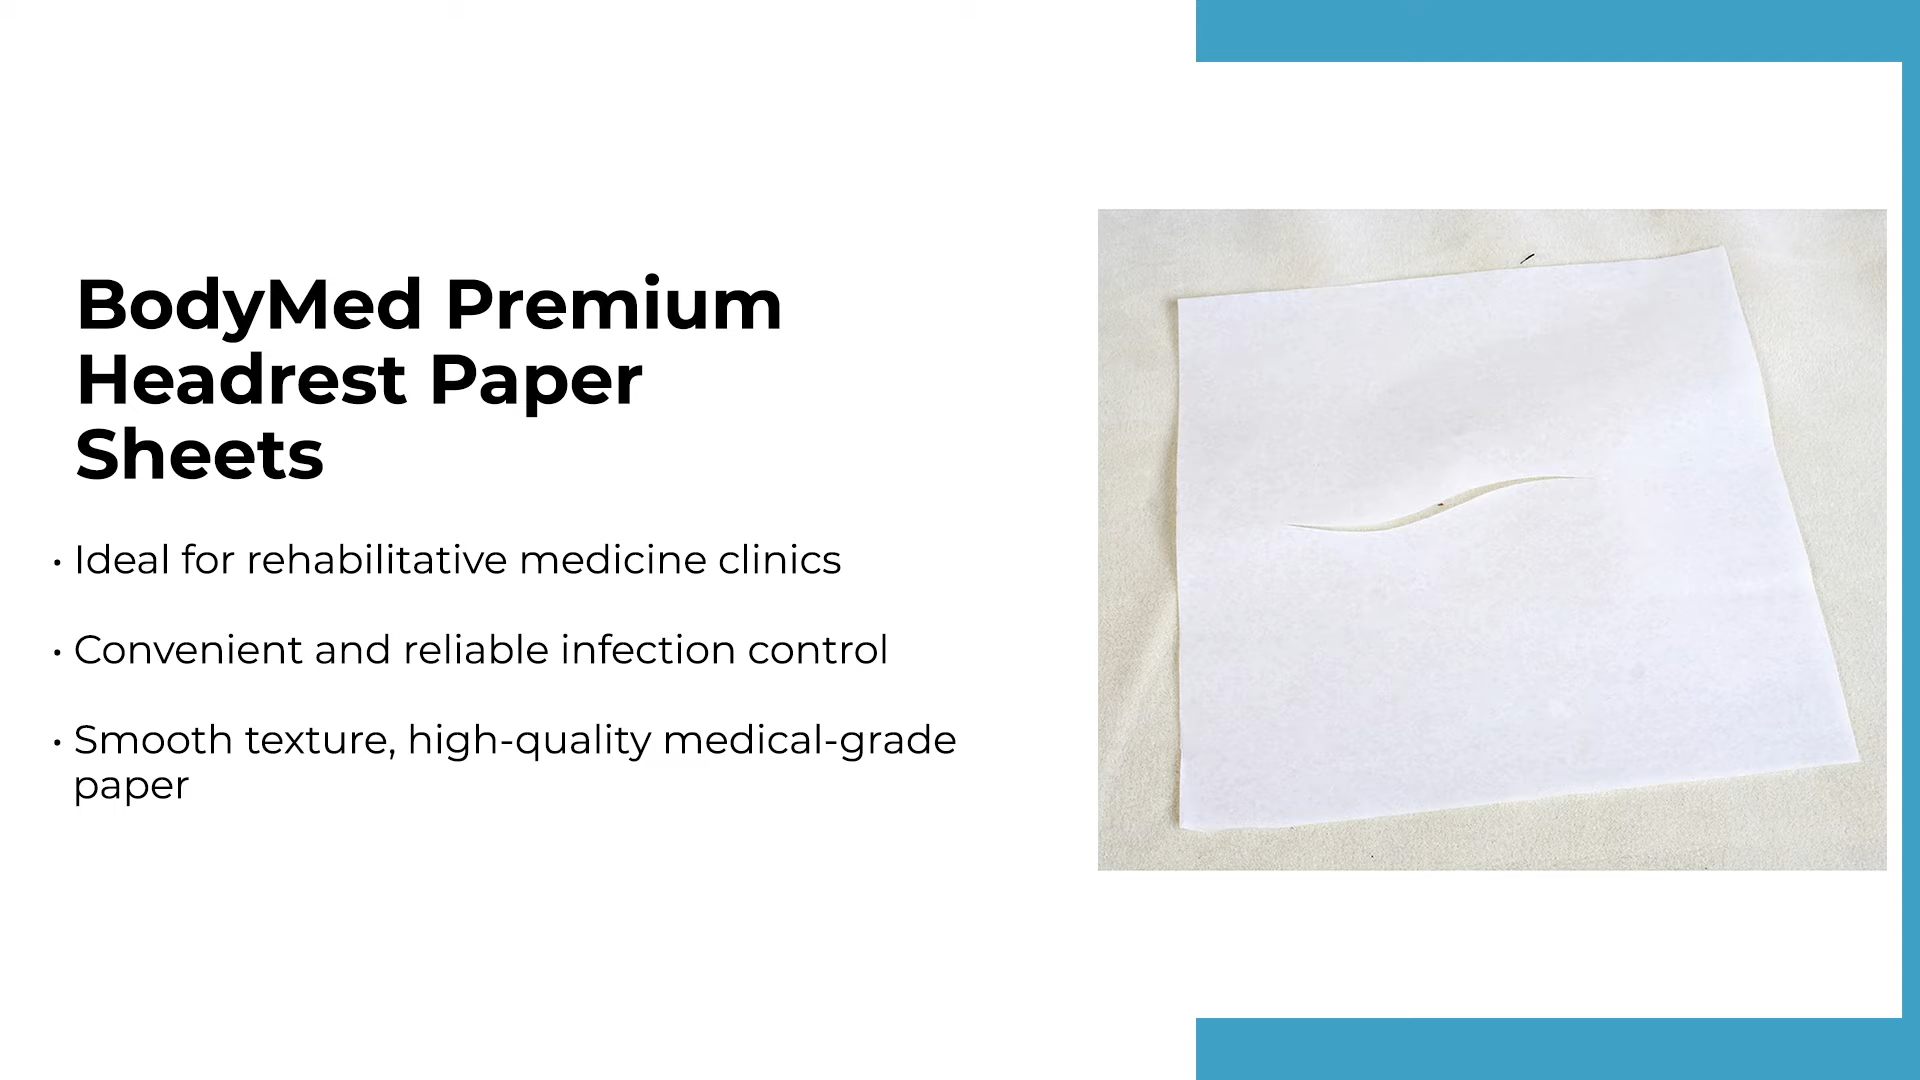 BodyMed Premium
Headrest Paper
Sheets
• Ideal for rehabilitative medicine clinics
• Convenient and reliable infection control
• Smooth texture, high-quality medical-grade
paper